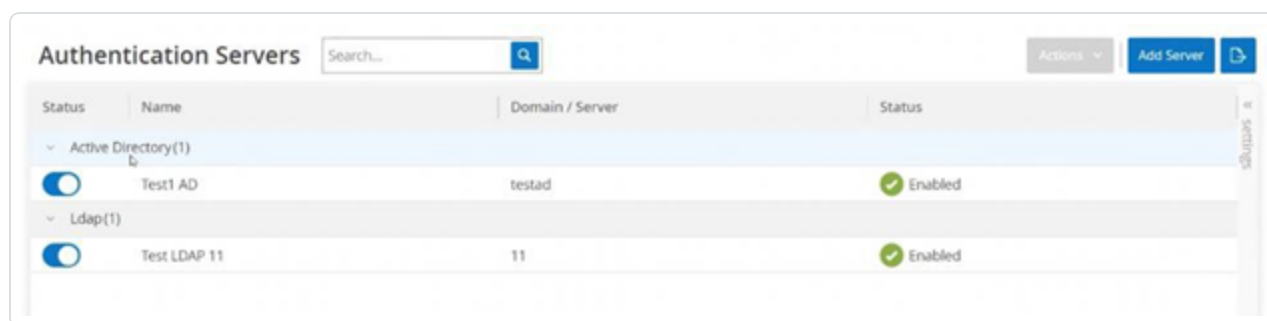 Authentication Servers Search... Actions Add Server
Status Name Domain / Server Status
Active Directory(1)
Test1 AD testad Enabled
Ldap(1)
Test LDAP 11 11 Enabled
« settings